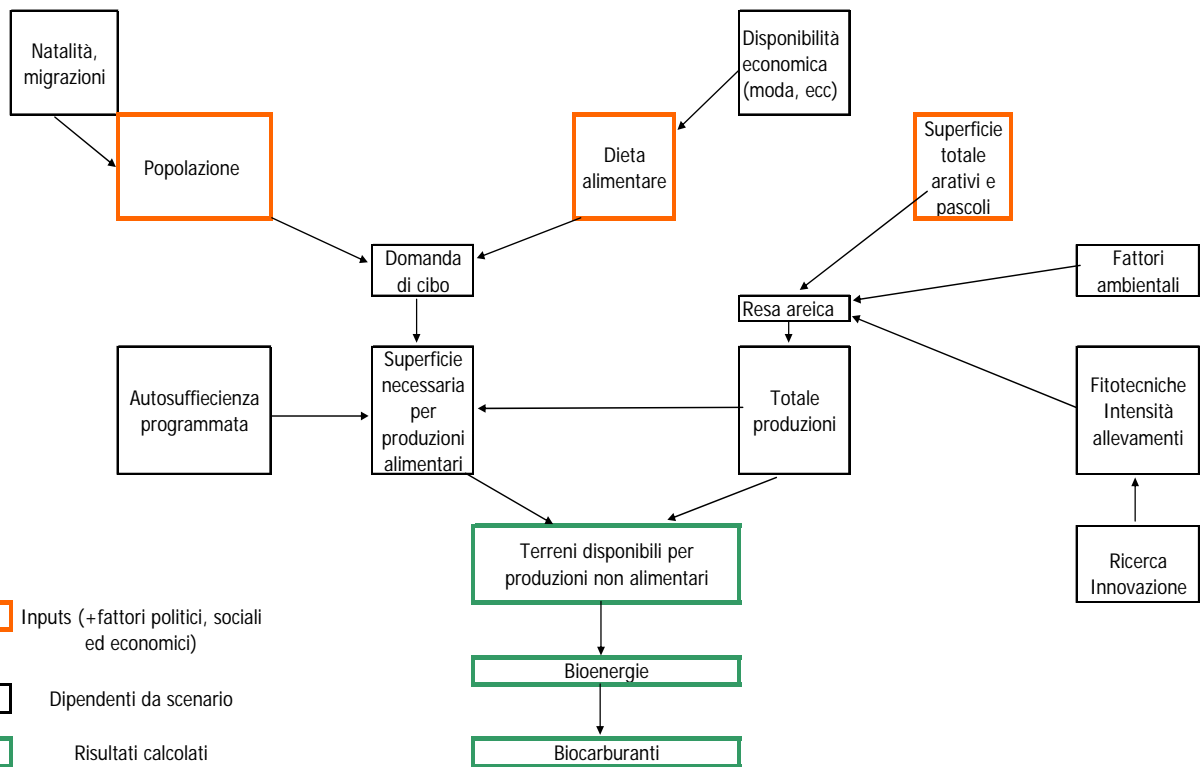 Natalità,
migrazioni
Disponibilità
economica
(moda, ecc)
Popolazione
Dieta
alimentare
Superficie
totale
arativi e
pascoli
Domanda
di cibo
Fattori
ambientali
Resa areica
Autosuffiecienza
programmata
Superficie
necessaria
per
produzioni
alimentari
Totale
produzioni
Fitotecniche
Intensità
allevamenti
Terreni disponibili per
produzioni non alimentari
Ricerca
Innovazione
Inputs (+fattori politici, sociali
ed economici)
Bioenergie
Dipendenti da scenario
Risultati calcolati
Biocarburanti